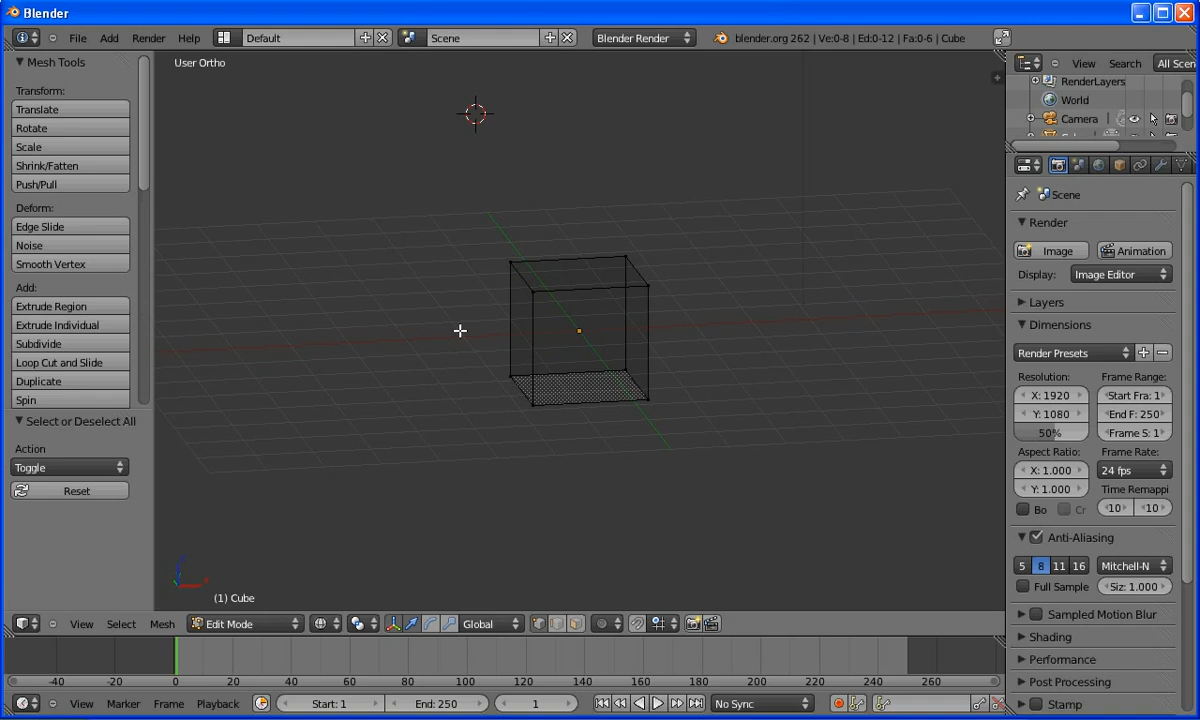 Blender
File Add Render Help Default Scene Blender Render blender.org 262 | Ve:0-8 | Ed:0-12 | Fa:0-6 | Cube
Mesh Tools
Transform:
Translate
Rotate
Scale
Shrink/Fatten
Push/Pull
Deform:
Edge Slide
Noise
Smooth Vertex
Add:
Extrude Region
Extrude Individual
Subdivide
Loop Cut and Slide
Duplicate
Spin
Select or Deselect All
Action
Toggle
Reset
User Ortho
(1) Cube
View Select Mesh Edit Mode Global
-40 -20 0 20 40 60 80 100 120 140 160 180 200 220 240 260
View Marker Frame Playback Start: 1 End: 250 1 No Sync
View Search All Scen
RenderLayers
World
Camera
Scene
Render
Image Animation
Display: Image Editor
Layers
Dimensions
Render Presets
Resolution: Frame Range:
X: 1920 Start Fra: 1
Y: 1080 End F: 250
50% Frame S: 1
Aspect Ratio: Frame Rate:
X: 1.000 24 fps
Y: 1.000 Time Remappi
Bo Cr 10 10
Anti-Aliasing
5 8 11 16 Mitchell-N
Full Sample Siz: 1.000
Sampled Motion Blur
Shading
Performance
Post Processing
Stamp